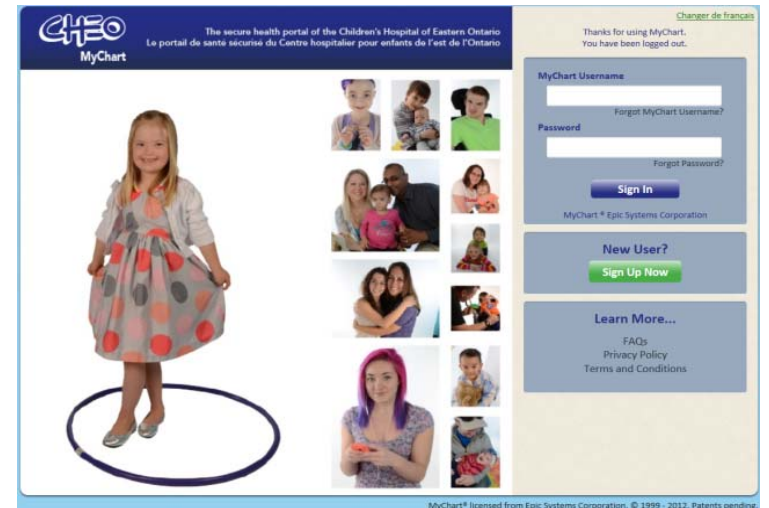 CHEO
MyChart
The secure health portal of the Children's Hospital of Eastern Ontario
Le portail de santé sécurisé du Centre hospitalier pour enfants de l'est de l'Ontario
Changer de français
Thanks for using MyChart.
You have been logged out.
MyChart Username
Forgot MyChart Username?
Password
Forgot Password?
Sign In
MyChart ® Epic Systems Corporation
New User?
Sign Up Now
Learn More...
FAQs
Privacy Policy
Terms and Conditions
MyChart® licensed from Epic Systems Corporation, © 1999 - 2012. Patents pending.